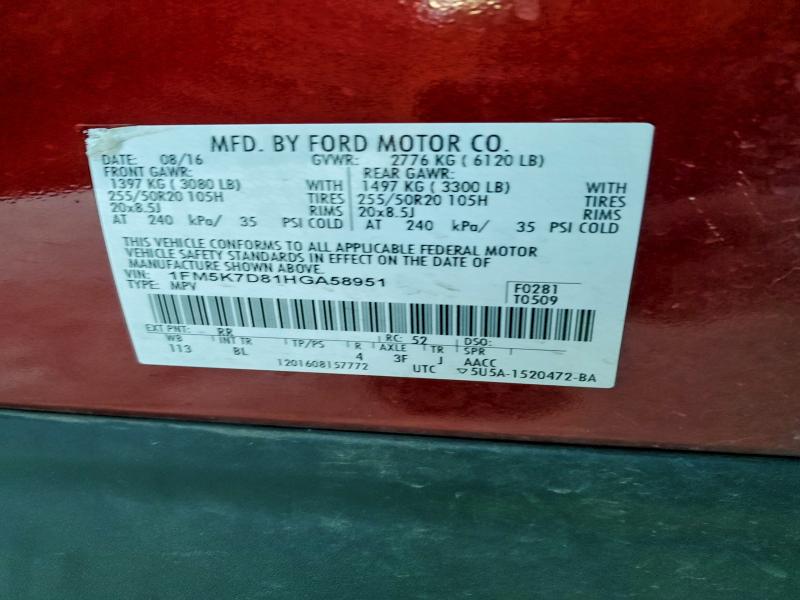 MFD. BY FORD MOTOR CO.
DATE: 08/16 GVWR: 2776 KG ( 6120 LB)
FRONT GAWR: REAR GAWR:
1397 KG ( 3080 LB) WITH 1497 KG ( 3300 LB) WITH
255/50R20 105H TIRES 255/50R20 105H TIRES
20x8.5J RIMS 20x8.5J RIMS
AT 240 kPa/ 35 PSI COLD AT 240 kPa/ 35 PSI COLD
THIS VEHICLE CONFORMS TO ALL APPLICABLE FEDERAL MOTOR
VEHICLE SAFETY STANDARDS IN EFFECT ON THE DATE OF
MANUFACTURE SHOWN ABOVE.
VIN: 1FM5K7D81HGA58951 F0281
TYPE: MPV T0509
EXT PNT: RR RC: 52 DSO:
WB INT TR TP/PS R AXLE TR SPR
113 BL 4 3F J AACC
1201608157772 UTC ▽5U5A-1520472-BA